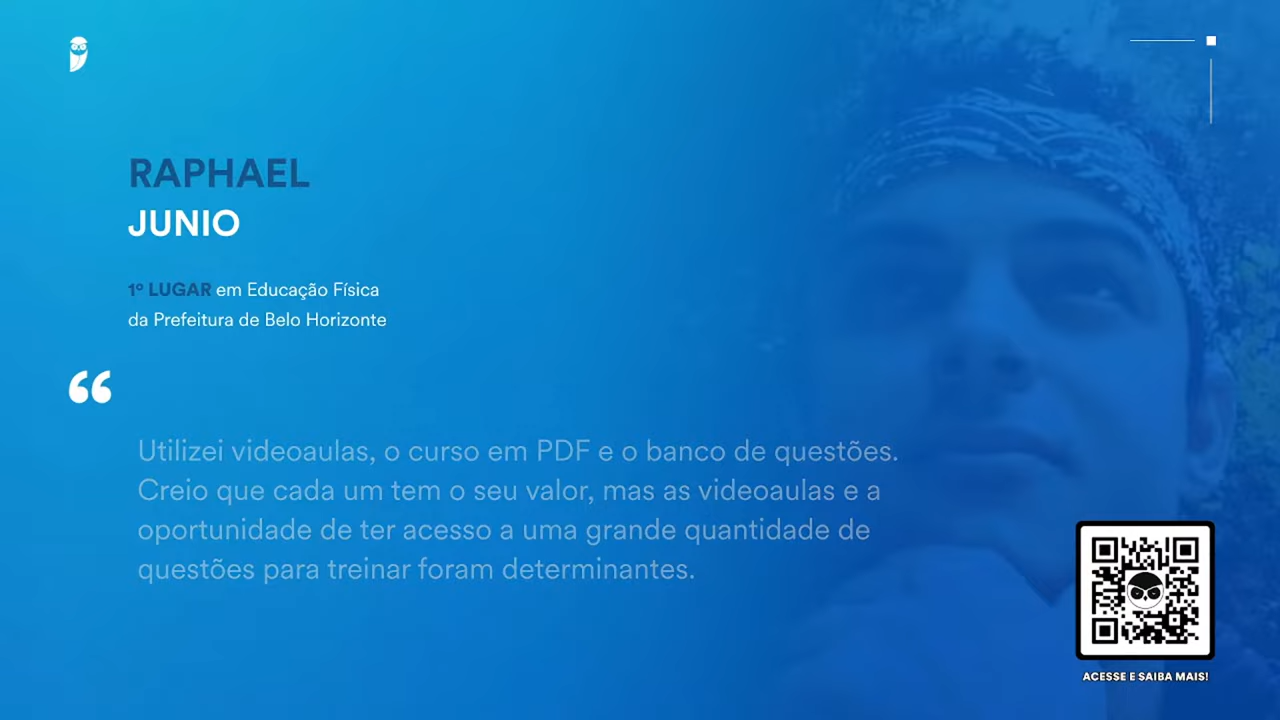 RAPHAEL
JUNIO
1º LUGAR em Educação Física
da Prefeitura de Belo Horizonte
“
Utilizei videoaulas, o curso em PDF e o banco de questões.
Creio que cada um tem o seu valor, mas as videoaulas e a
oportunidade de ter acesso a uma grande quantidade de
questões para treinar foram determinantes.
ACESSE E SAIBA MAIS!